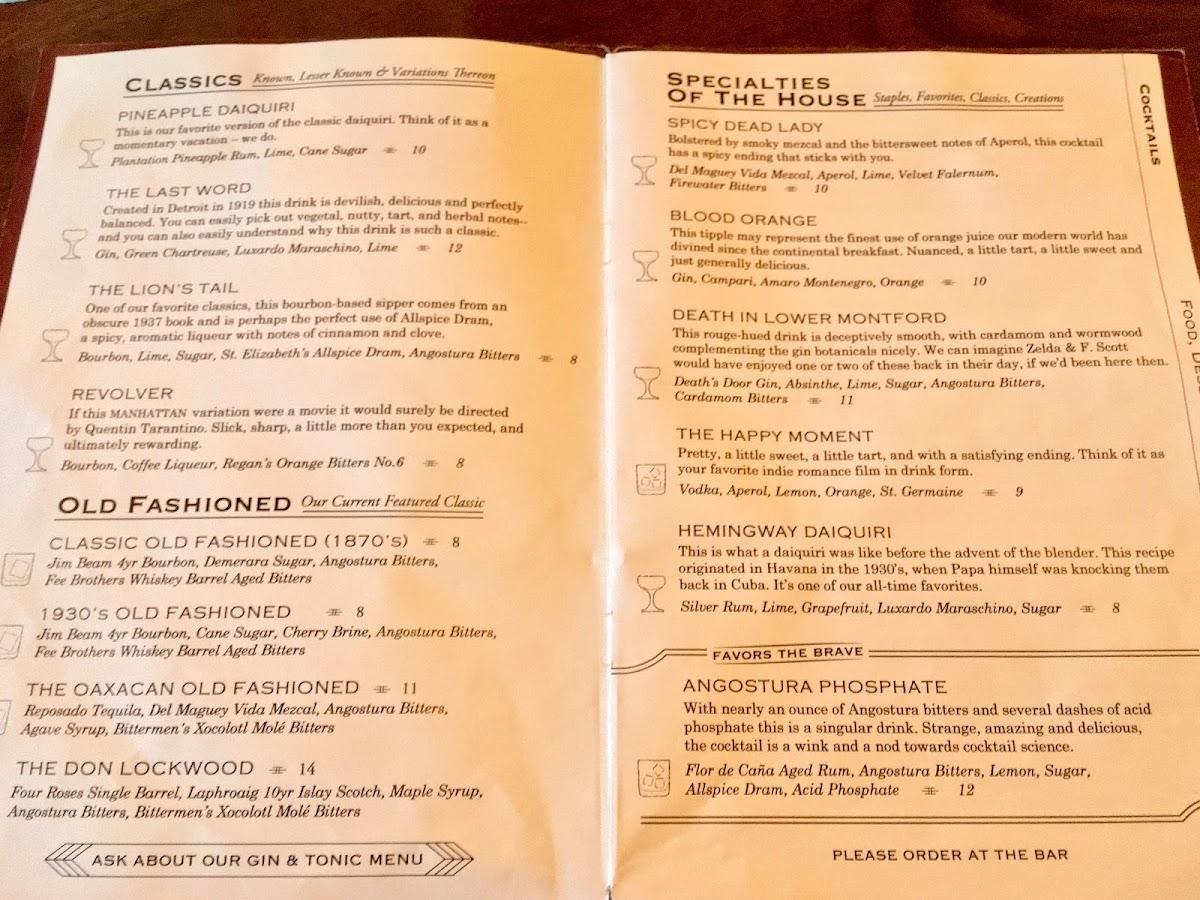 CLASSICS Known, Lesser Known & Variations Thereon
PINEAPPLE DAIQUIRI
This is our favorite version of the classic daiquiri. Think of it as a
momentary vacation – we do.
Plantation Pineapple Rum, Lime, Cane Sugar 10
THE LAST WORD
Created in Detroit in 1919 this drink is devilish, delicious and perfectly
balanced. You can easily pick out vegetal, nutty, tart, and herbal notes--
and you can also easily understand why this drink is such a classic.
Gin, Green Chartreuse, Luxardo Maraschino, Lime 12
THE LION'S TAIL
One of our favorite classics, this bourbon-based sipper comes from an
obscure 1937 book and is perhaps the perfect use of Allspice Dram,
a spicy, aromatic liqueur with notes of cinnamon and clove.
Bourbon, Lime, Sugar, St. Elizabeth's Allspice Dram, Angostura Bitters 8
REVOLVER
If this MANHATTAN variation were a movie it would surely be directed
by Quentin Tarantino. Slick, sharp, a little more than you expected, and
ultimately rewarding.
Bourbon, Coffee Liqueur, Regan's Orange Bitters No.6 8
OLD FASHIONED Our Current Featured Classic
CLASSIC OLD FASHIONED (1870's) 8
Jim Beam 4yr Bourbon, Demerara Sugar, Angostura Bitters,
Fee Brothers Whiskey Barrel Aged Bitters
1930's OLD FASHIONED 8
Jim Beam 4yr Bourbon, Cane Sugar, Cherry Brine, Angostura Bitters,
Fee Brothers Whiskey Barrel Aged Bitters
THE OAXACAN OLD FASHIONED 11
Reposado Tequila, Del Maguey Vida Mezcal, Angostura Bitters,
Agave Syrup, Bittermen's Xocolotl Molé Bitters
THE DON LOCKWOOD 14
Four Roses Single Barrel, Laphroaig 10yr Islay Scotch, Maple Syrup,
Angostura Bitters, Bittermen's Xocolotl Molé Bitters
ASK ABOUT OUR GIN & TONIC MENU
SPECIALTIES
OF THE HOUSE Staples, Favorites, Classics, Creations
SPICY DEAD LADY
Bolstered by smoky mezcal and the bittersweet notes of Aperol, this cocktail
has a spicy ending that sticks with you.
Del Maguey Vida Mezcal, Aperol, Lime, Velvet Falernum,
Firewater Bitters 10
BLOOD ORANGE
This tipple may represent the finest use of orange juice our modern world has
divined since the continental breakfast. Nuanced, a little tart, a little sweet and
just generally delicious.
Gin, Campari, Amaro Montenegro, Orange 10
DEATH IN LOWER MONTFORD
This rouge-hued drink is deceptively smooth, with cardamom and wormwood
complementing the gin botanicals nicely. We can imagine Zelda & F. Scott
would have enjoyed one or two of these back in their day, if we'd been here then.
Death's Door Gin, Absinthe, Lime, Sugar, Angostura Bitters,
Cardamom Bitters 11
THE HAPPY MOMENT
Pretty, a little sweet, a little tart, and with a satisfying ending. Think of it as
your favorite indie romance film in drink form.
Vodka, Aperol, Lemon, Orange, St. Germaine 9
HEMINGWAY DAIQUIRI
This is what a daiquiri was like before the advent of the blender. This recipe
originated in Havana in the 1930's, when Papa himself was knocking them
back in Cuba. It's one of our all-time favorites.
Silver Rum, Lime, Grapefruit, Luxardo Maraschino, Sugar 8
FAVORS THE BRAVE
ANGOSTURA PHOSPHATE
With nearly an ounce of Angostura bitters and several dashes of acid
phosphate this is a singular drink. Strange, amazing and delicious,
the cocktail is a wink and a nod towards cocktail science.
Flor de Caña Aged Rum, Angostura Bitters, Lemon, Sugar,
Allspice Dram, Acid Phosphate 12
PLEASE ORDER AT THE BAR
COCKTAILS
FOOD,